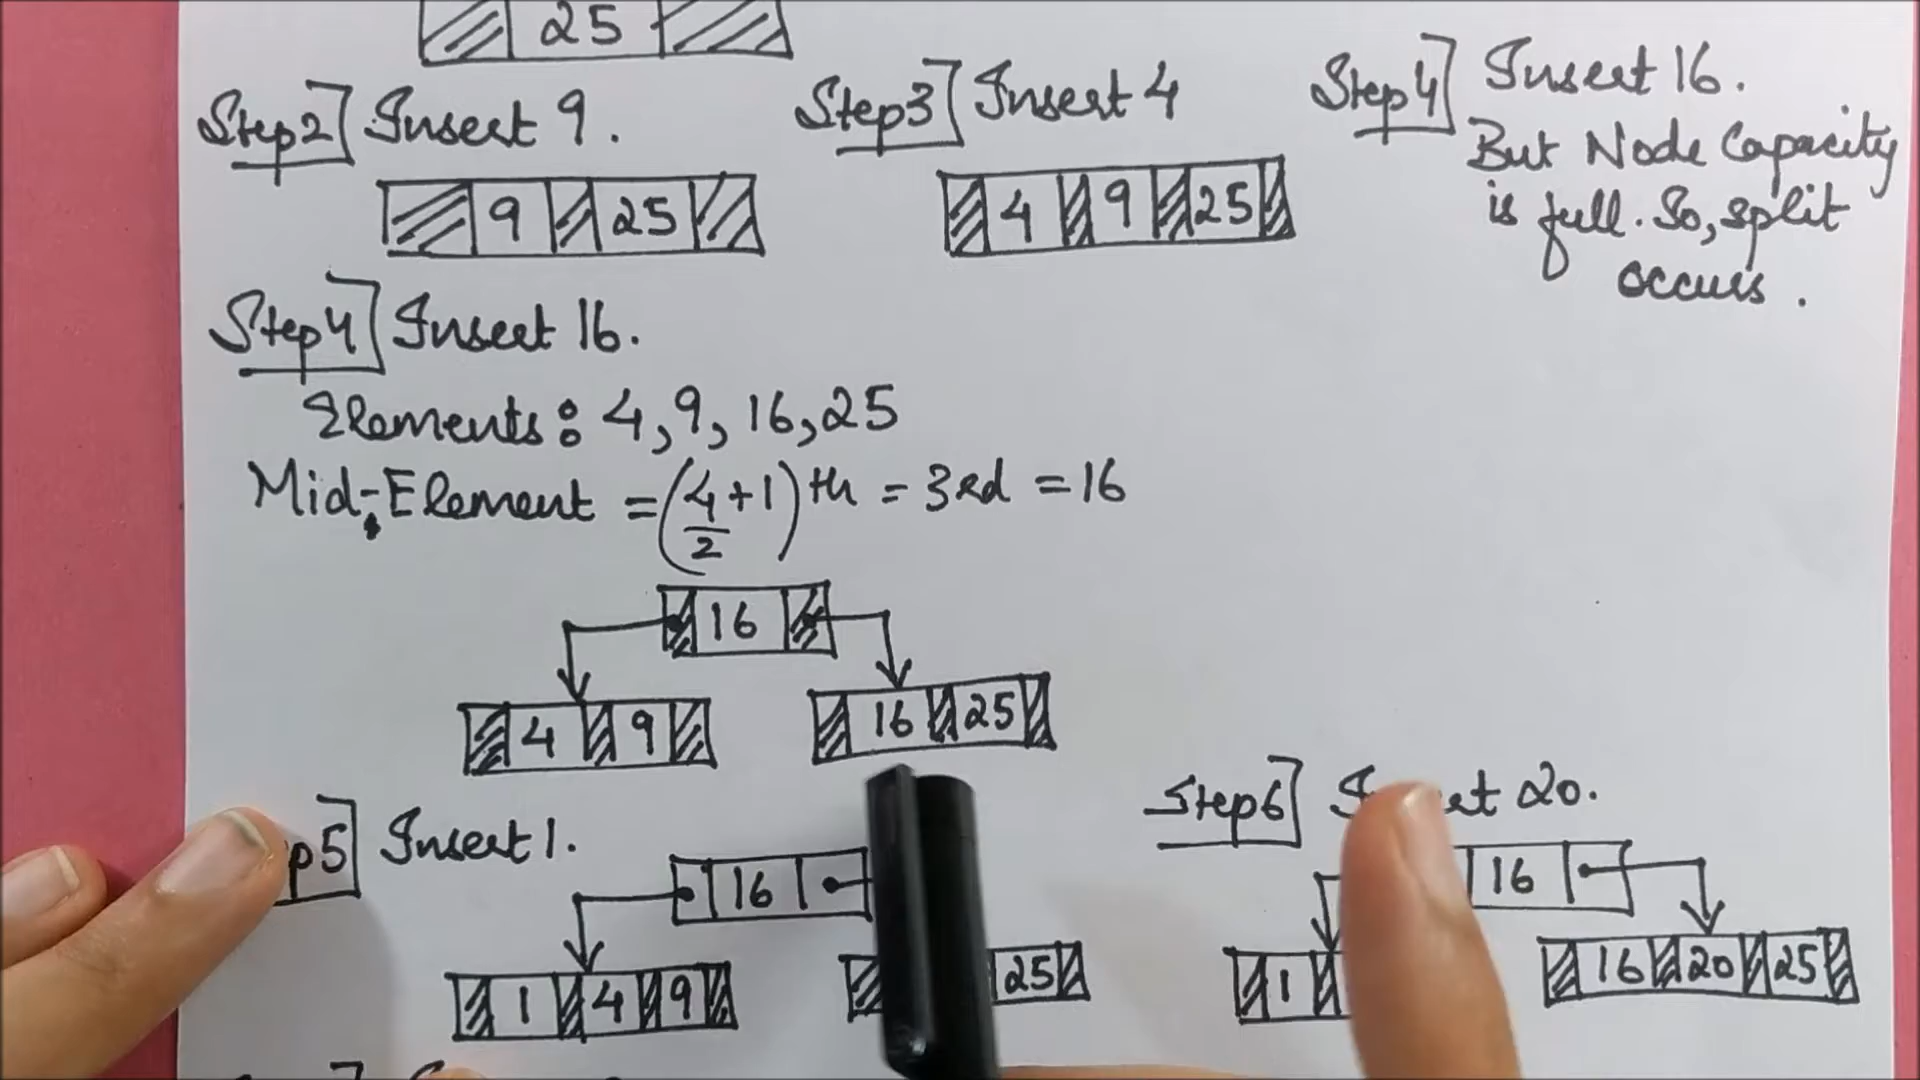 25
Step2] Insert 9.
9 25
Step3] Insert 4
4 9 25
Step4] Insert 16.
But Node Capacity
is full. So, split
occurs.
Step4] Insert 16.
Elements: 4, 9, 16, 25
Mid-Element = (4/2 + 1)th = 3rd = 16
16
4 9 16 25
p5] Insert 1.
16
1 4 9 25
Step6] 20.
16
1 16 20 25